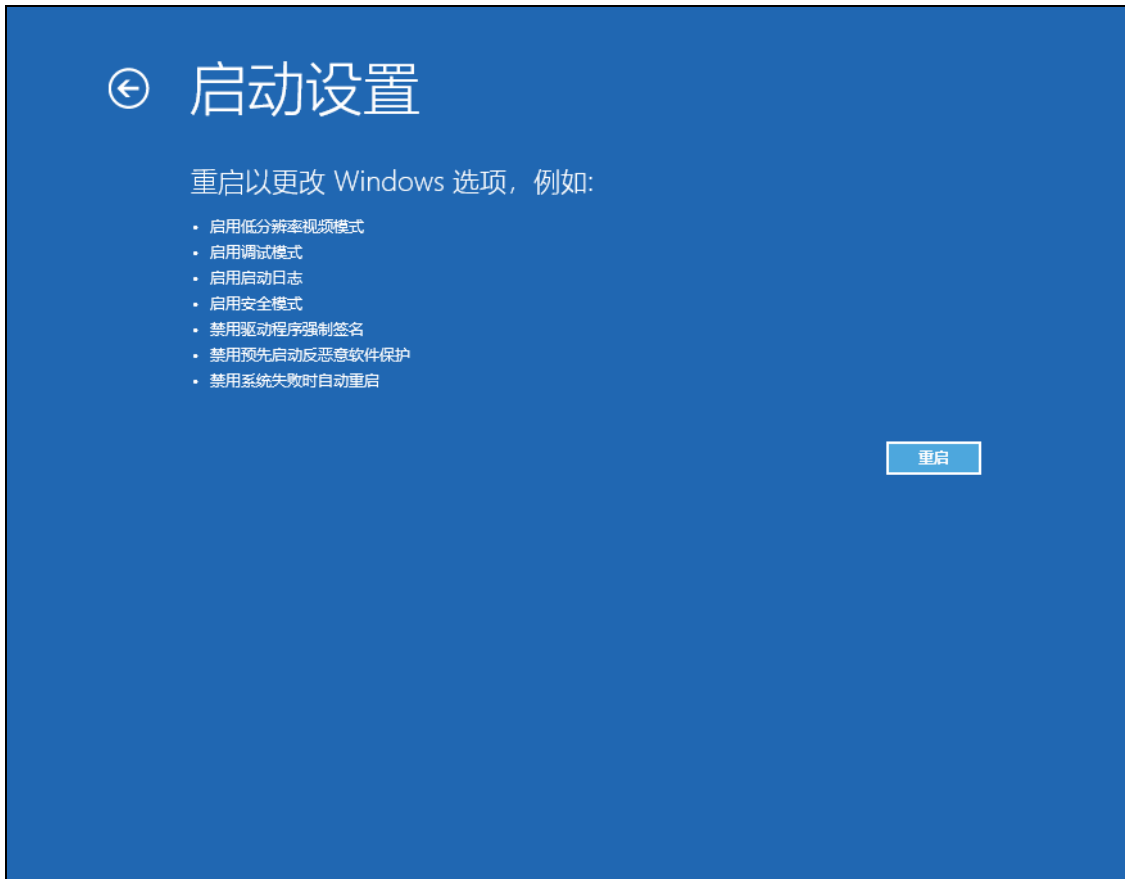 启动设置
重启以更改 Windows 选项，例如:
• 启用低分辨率视频模式
• 启用调试模式
• 启用启动日志
• 启用安全模式
• 禁用驱动程序强制签名
• 禁用预先启动反恶意软件保护
• 禁用系统失败时自动重启
重启